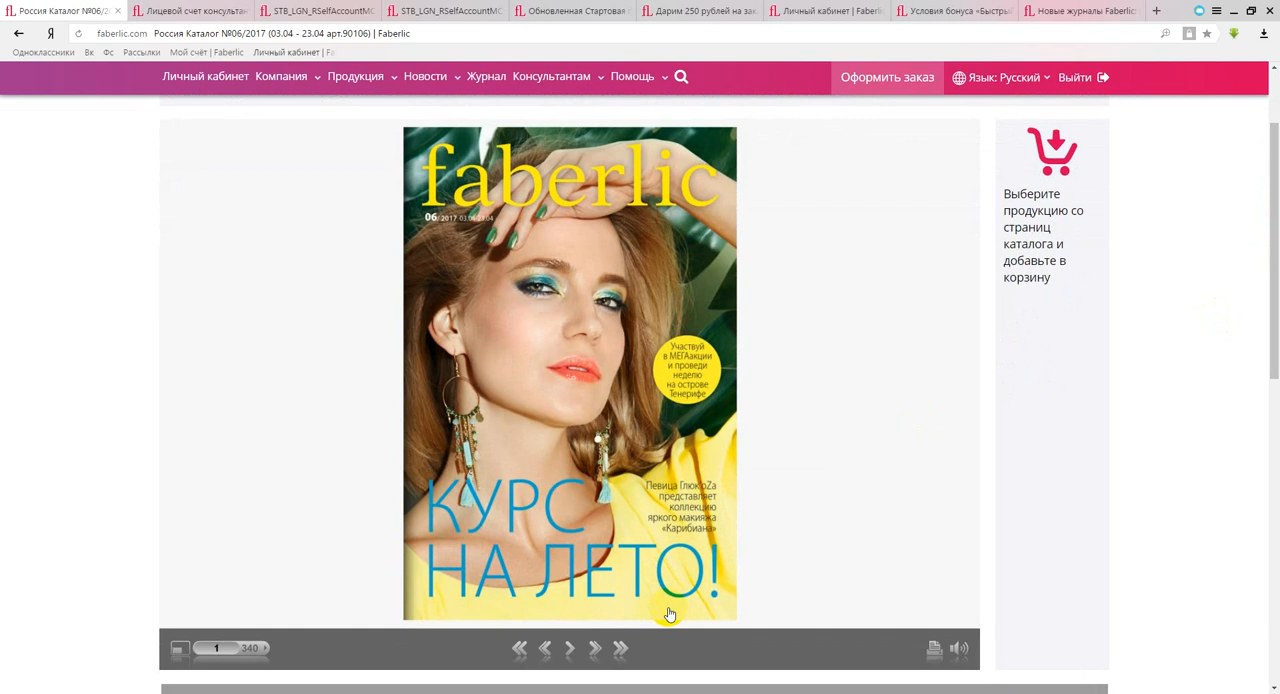 Россия Каталог №06/2
Лицевой счет консультан
STB_LGN_RSelfAccountMC
STB_LGN_RSelfAccountMC
Обновленная Стартовая
Дарим 250 рублей на зак
Личный кабинет | Faberli
Условия бонуса «Быстры
Новые журналы Faberlic
faberlic.com Россия Каталог №06/2017 (03.04 - 23.04 арт.90106) | Faberlic
Одноклассники Вк Фс Рассылки Мой счёт | Faberlic Личный кабинет | Fa
Личный кабинет Компания Продукция Новости Журнал Консультантам Помощь Оформить заказ Язык: Русский Выйти
faberlic
06/ 2017 03.04-23.04
Участвуй
в МЕГАакции
и проведи
неделю
на острове
Тенерифе
Певица Глюк'oZa
представляет
коллекцию
яркого макияжа
«Карибиана»
КУРС
НА ЛЕТО!
Выберите
продукцию со
страниц
каталога и
добавьте в
корзину
1 340